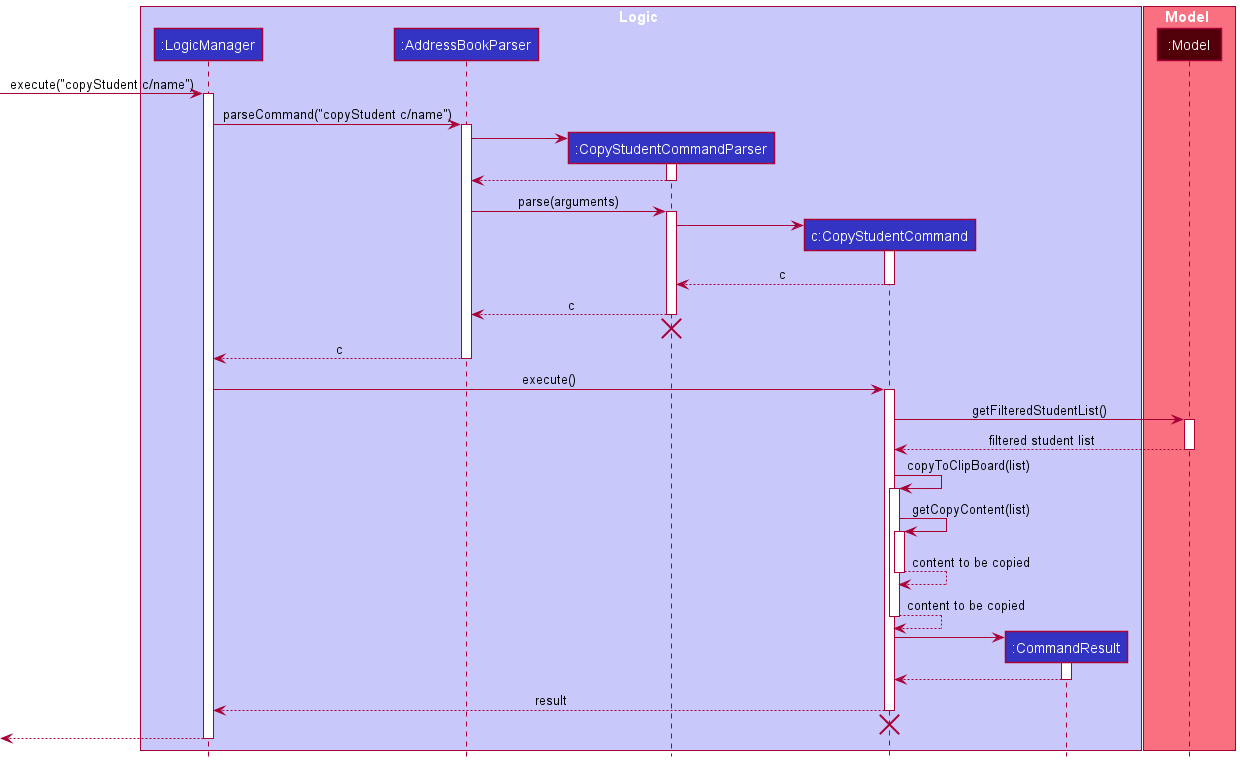 Logic
Model
:LogicManager
:AddressBookParser
:Model
execute("copyStudent c/name")
parseCommand("copyStudent c/name")
:CopyStudentCommandParser
parse(arguments)
c:CopyStudentCommand
c
c
c
execute()
getFilteredStudentList()
filtered student list
copyToClipBoard(list)
getCopyContent(list)
content to be copied
content to be copied
:CommandResult
result